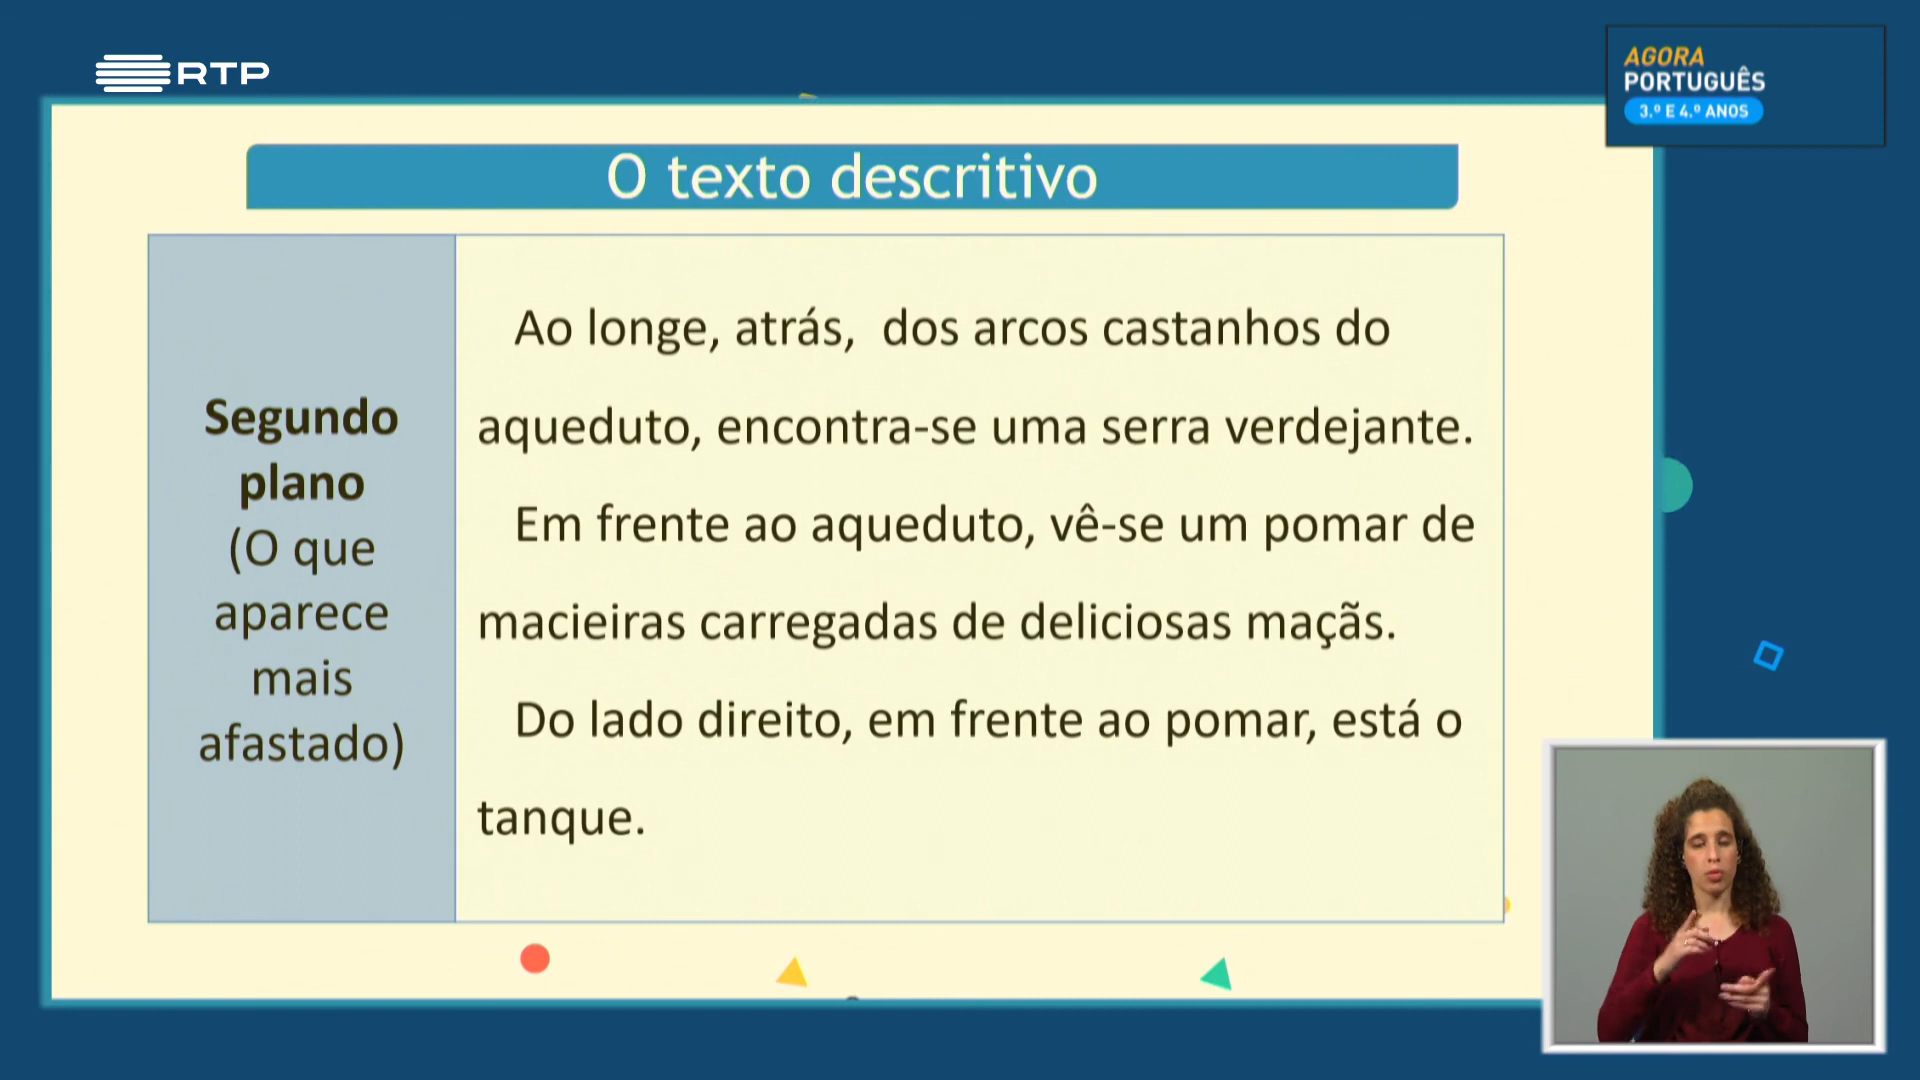 RTP
AGORA
PORTUGUÊS
3.º E 4.º ANOS
O texto descritivo
Segundo
plano
(O que
aparece
mais
afastado)
Ao longe, atrás,  dos arcos castanhos do
aqueduto, encontra-se uma serra verdejante.
Em frente ao aqueduto, vê-se um pomar de
macieiras carregadas de deliciosas maçãs.
Do lado direito, em frente ao pomar, está o
tanque.